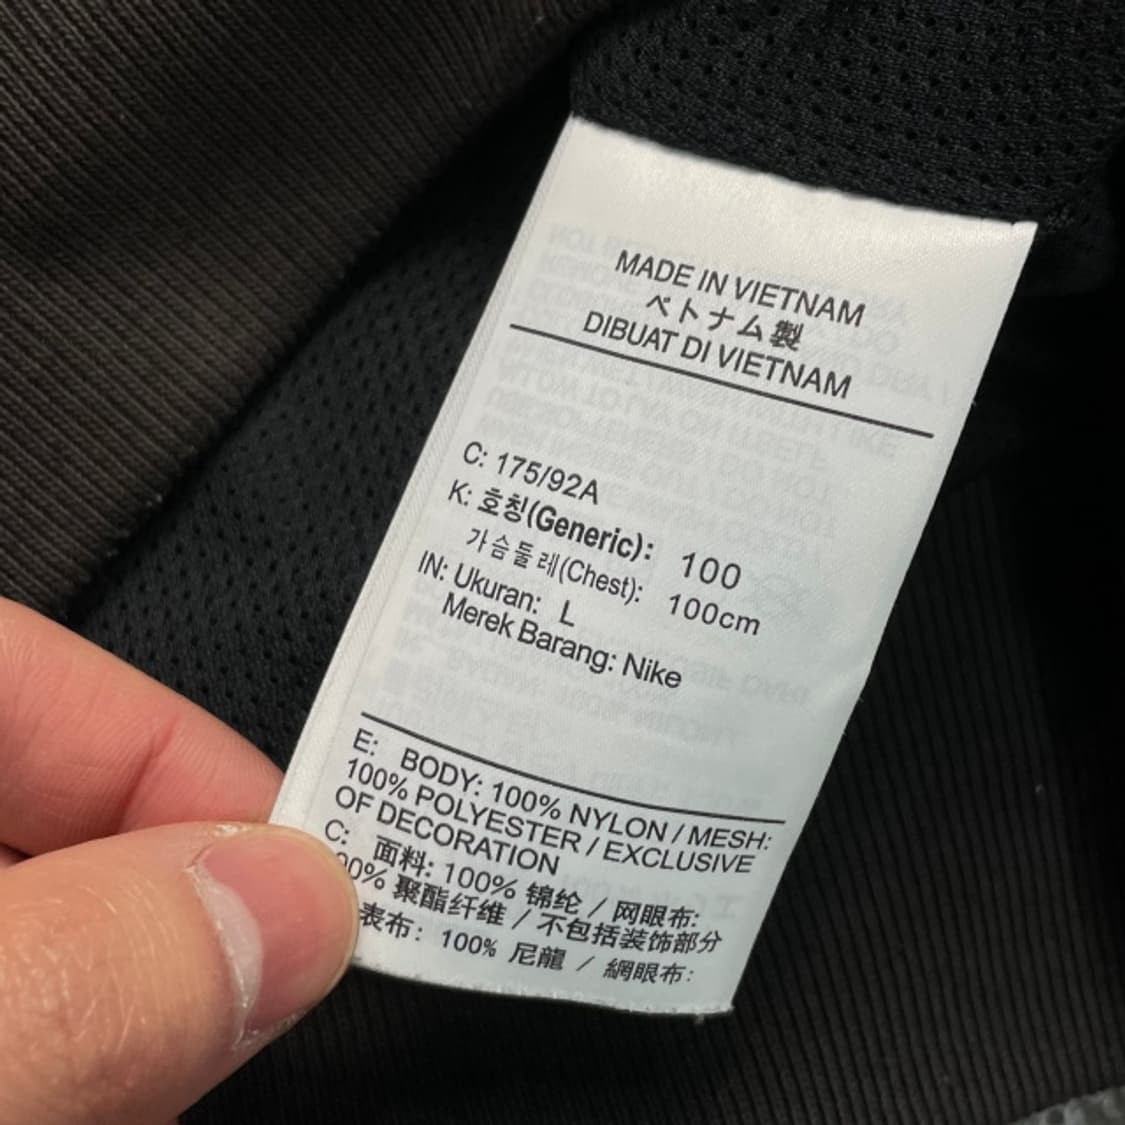 MADE IN VIETNAM
ベトナム製
DIBUAT DI VIETNAM
C: 175/92A
K: 호칭(Generic): 100
가슴둘레(Chest): 100cm
IN: Ukuran: L
Merek Barang: Nike
E: BODY: 100% NYLON / MESH:
100% POLYESTER / EXCLUSIVE
OF DECORATION
C: 面料: 100% 锦纶 / 网眼布:
00% 聚酯纤维 / 不包括装饰部分
表布: 100% 尼龍 / 網眼布: